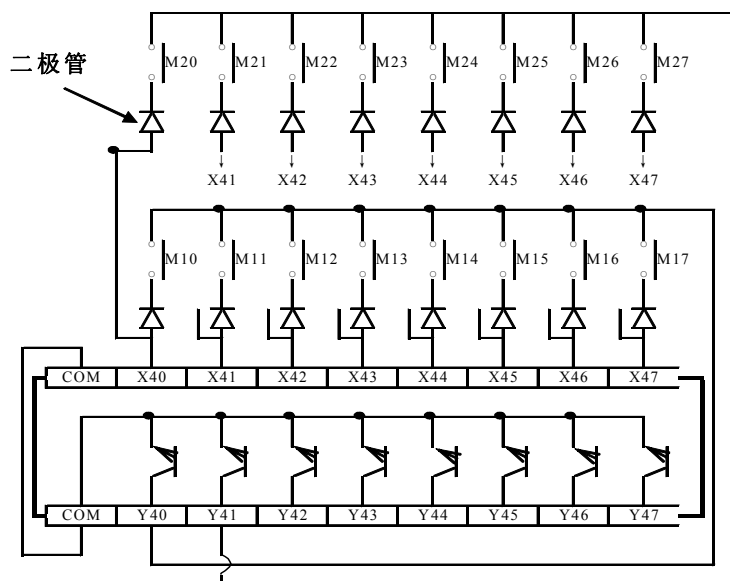 M20 M21 M22 M23 M24 M25 M26 M27
二极管
X41 X42 X43 X44 X45 X46 X47
M10 M11 M12 M13 M14 M15 M16 M17
COM X40 X41 X42 X43 X44 X45 X46 X47
COM Y40 Y41 Y42 Y43 Y44 Y45 Y46 Y47